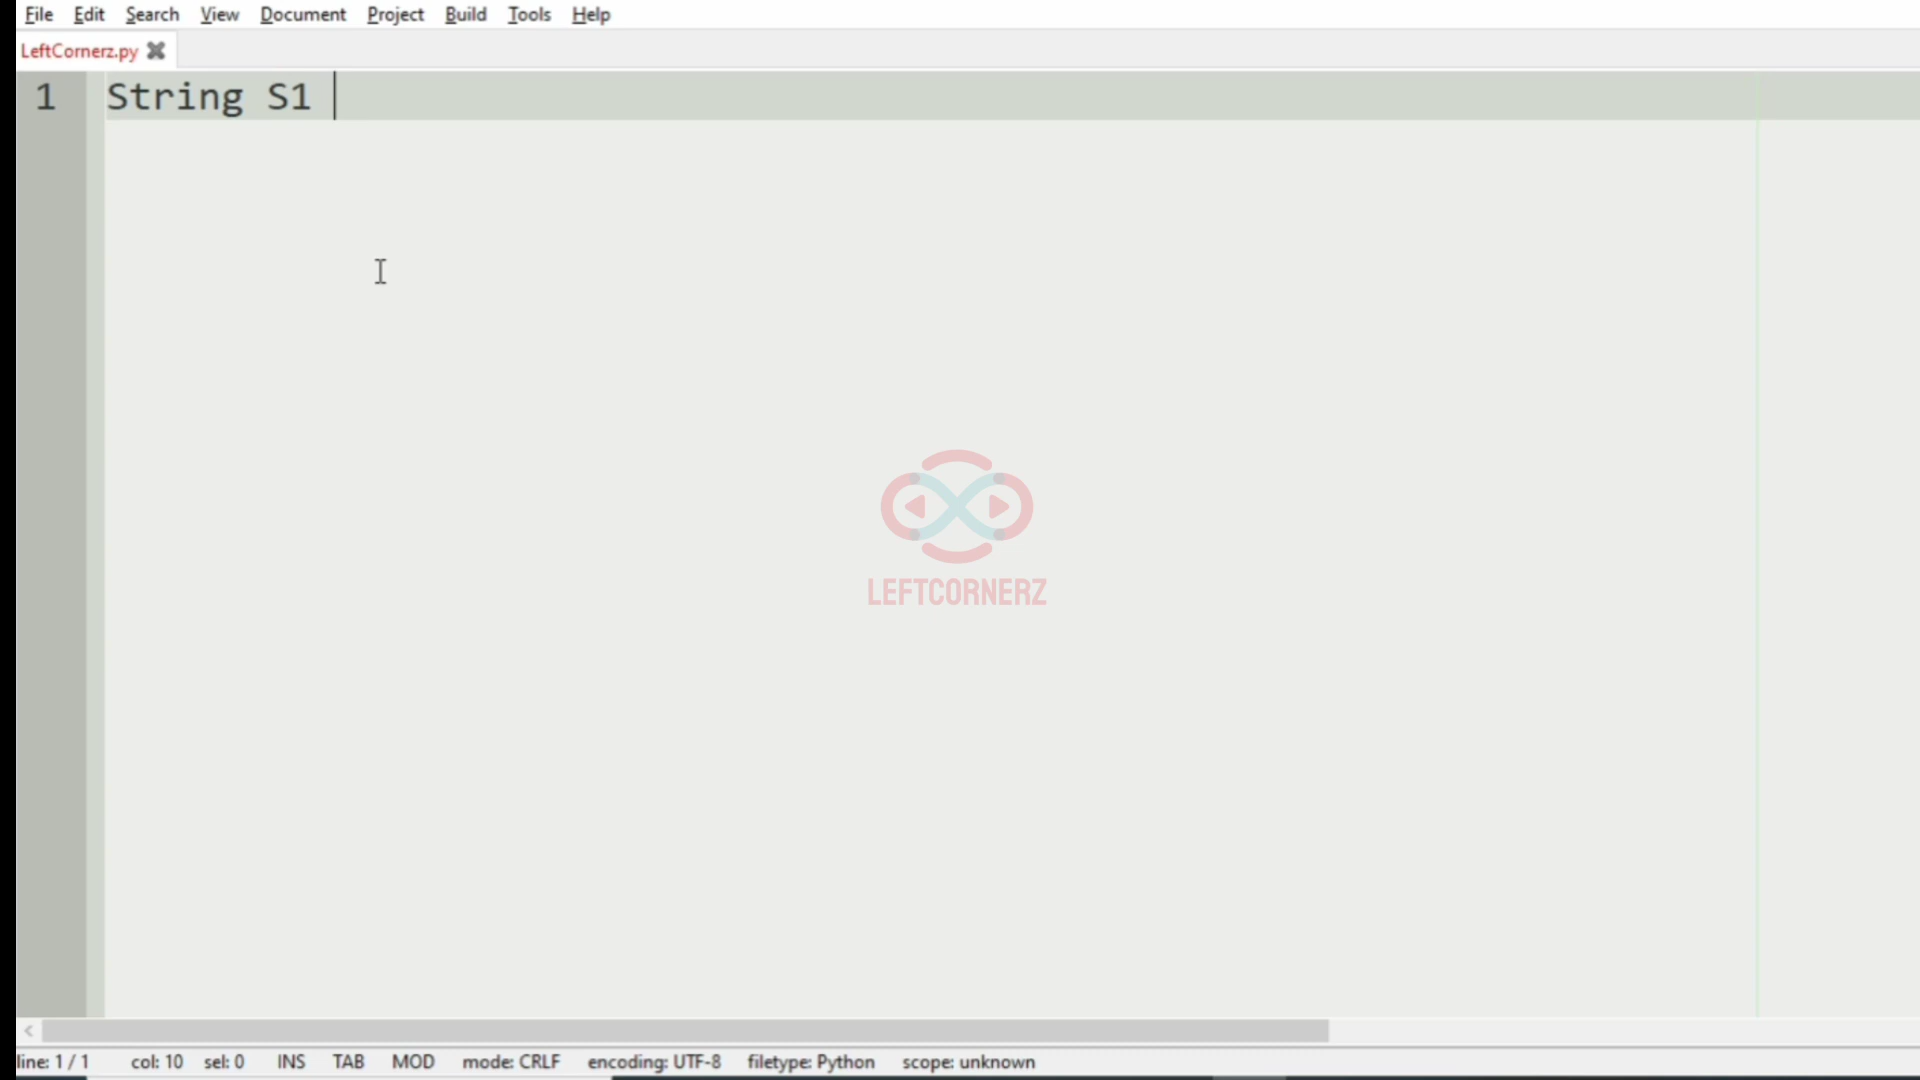 File Edit Search View Document Project Build Tools Help
LeftCornerz.py
1 String S1
LEFTCORNERZ
line: 1 / 1 col: 10 sel: 0 INS TAB MOD mode: CRLF encoding: UTF-8 filetype: Python scope: unknown